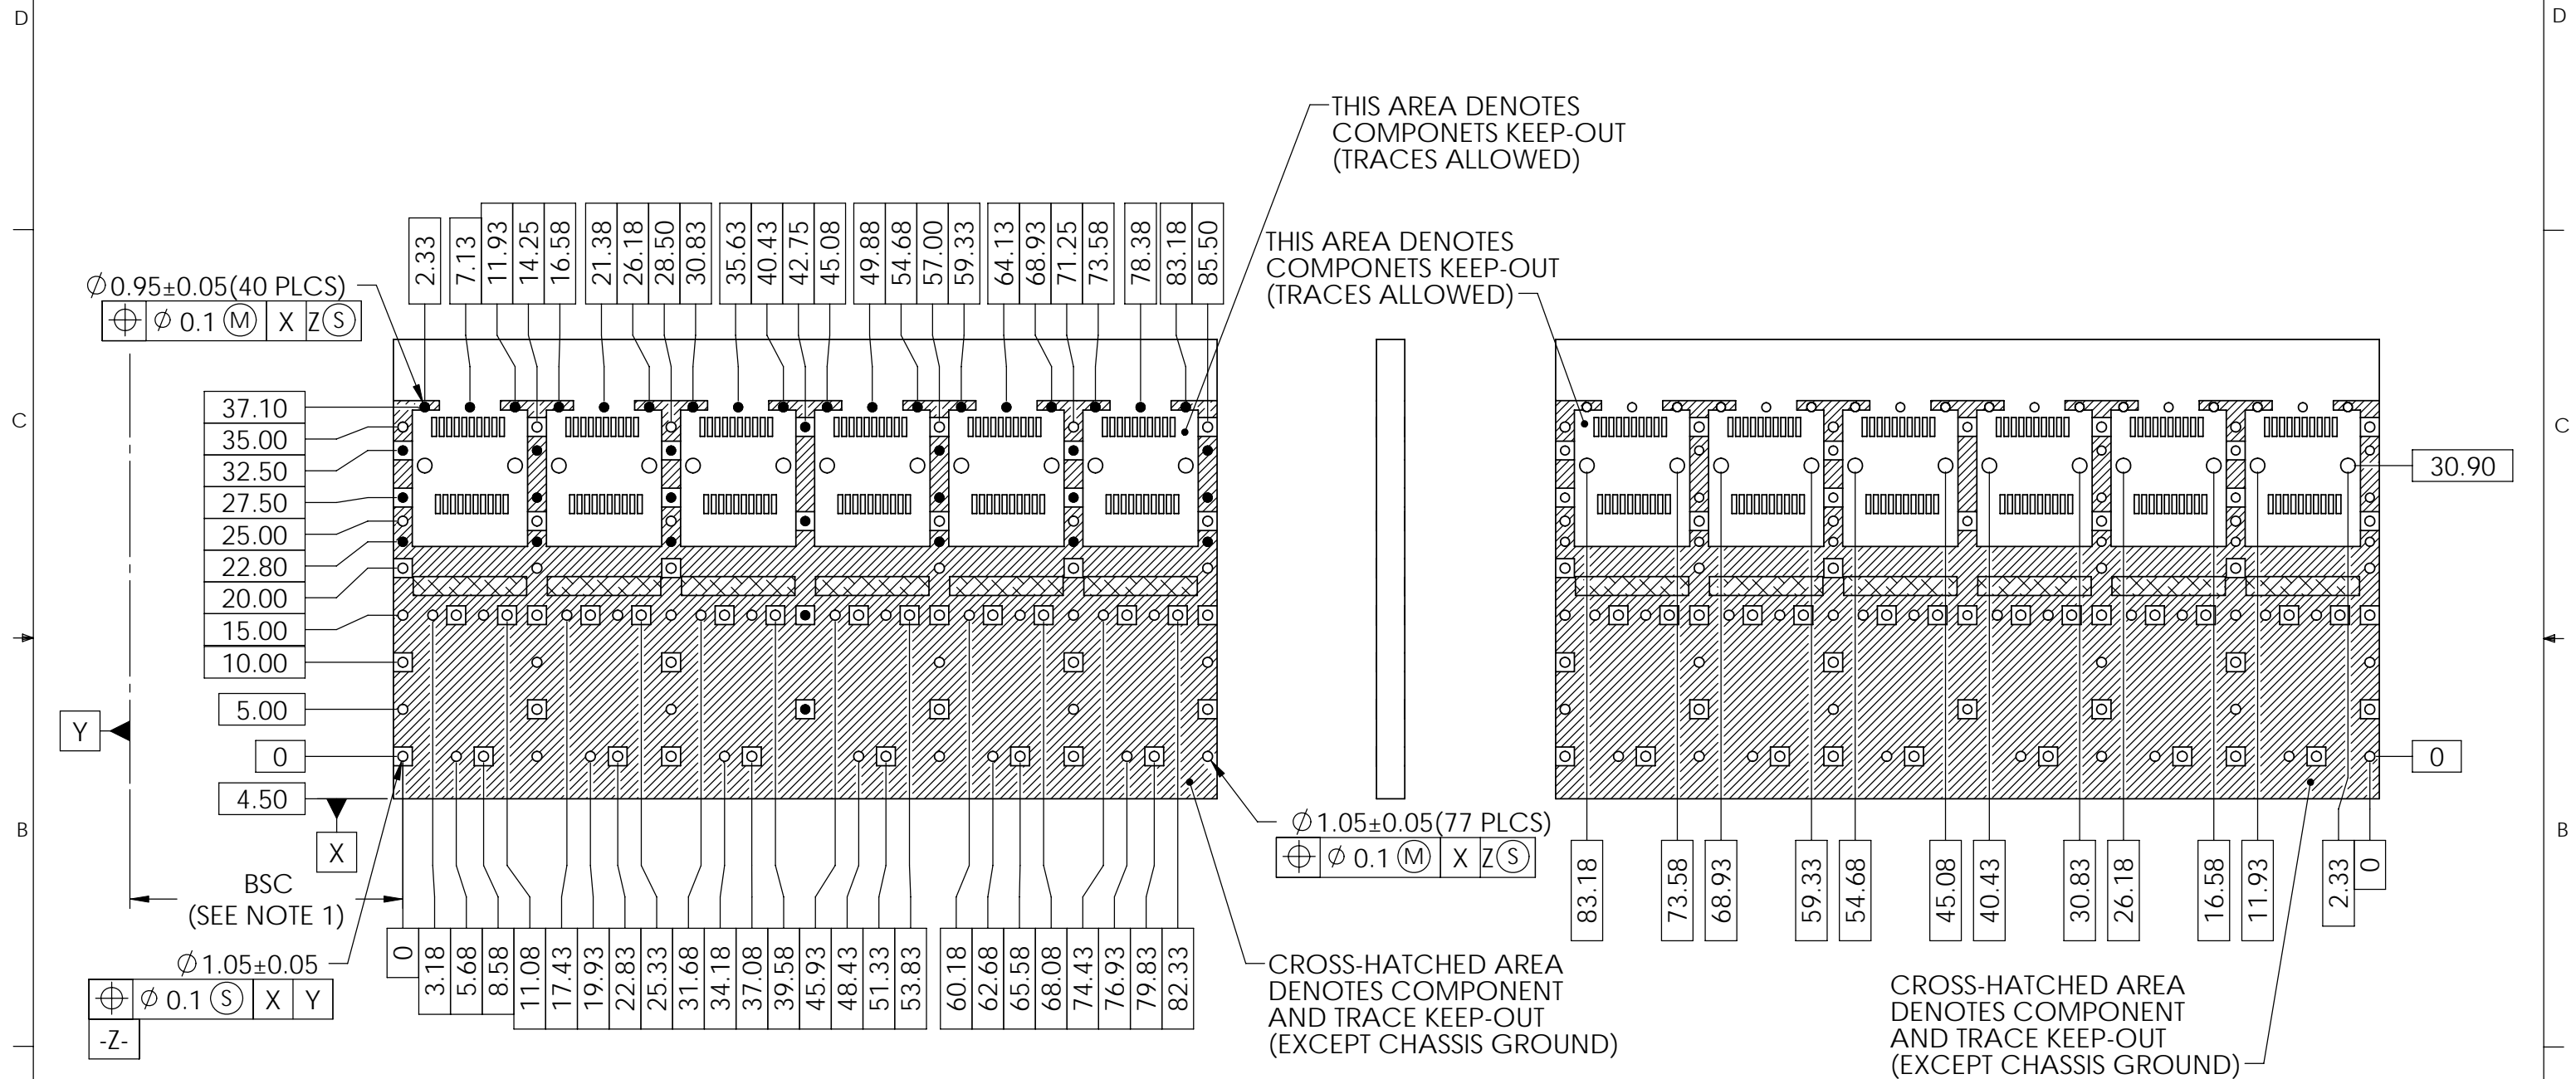 D
D
THIS AREA DENOTES
COMPONETS KEEP-OUT
(TRACES ALLOWED)
THIS AREA DENOTES
COMPONETS KEEP-OUT
(TRACES ALLOWED)
2.33
7.13
11.93
14.25
16.58
21.38
26.18
28.50
30.83
35.63
40.43
42.75
45.08
49.88
54.68
57.00
59.33
64.13
68.93
71.25
73.58
78.38
83.18
85.50
Ø0.95±0.05(40 PLCS)
⌖ Ø 0.1 Ⓜ X ZⓈ
C
C
37.10
35.00
32.50
27.50
25.00
22.80
20.00
15.00
10.00
5.00
0
4.50
30.90
0
Y
X
B
B
BSC
(SEE NOTE 1)
Ø1.05±0.05
⌖ Ø 0.1 Ⓢ X Y
-Z-
Ø1.05±0.05(77 PLCS)
⌖ Ø 0.1 Ⓜ X ZⓈ
0
3.18
5.68
8.58
11.08
17.43
19.93
22.83
25.33
31.68
34.18
37.08
39.58
45.93
48.43
51.33
53.83
60.18
62.68
65.58
68.08
74.43
76.93
79.83
82.33
83.18
73.58
68.93
59.33
54.68
45.08
40.43
30.83
26.18
16.58
11.93
2.33
0
CROSS-HATCHED AREA
DENOTES COMPONENT
AND TRACE KEEP-OUT
(EXCEPT CHASSIS GROUND)
CROSS-HATCHED AREA
DENOTES COMPONENT
AND TRACE KEEP-OUT
(EXCEPT CHASSIS GROUND)